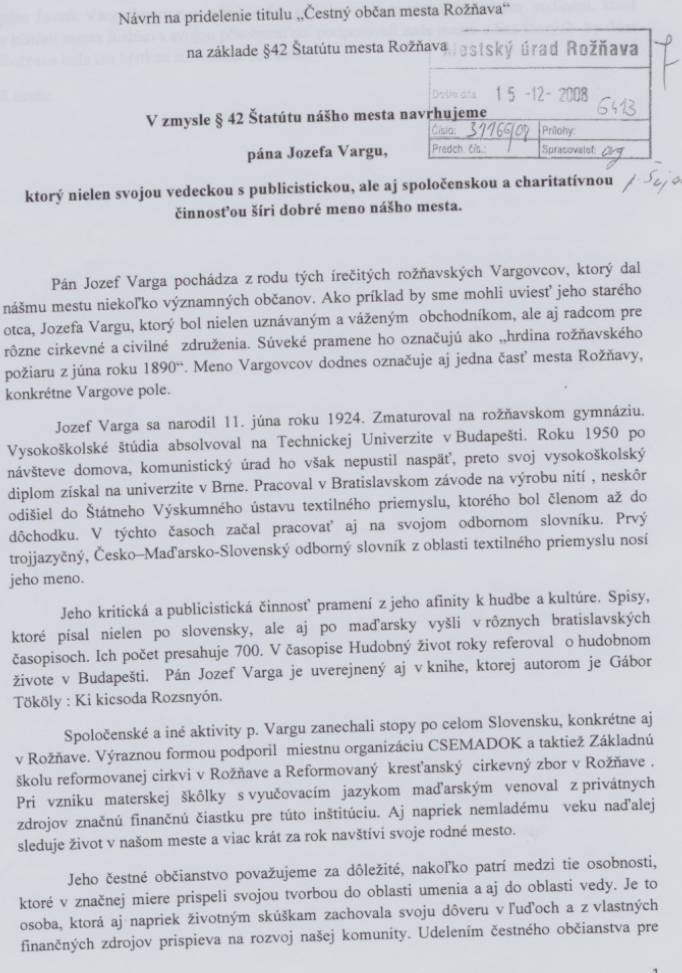 Návrh na pridelenie titulu „Čestný občan mesta Rožňava“
na základe §42 Štatútu mesta Rožňava
Mestský úrad Rožňava
Došlo dňa 15 -12- 2008
6413
Číslo: Prílohy:
Predch. čís.: Spracovateľ: org
V zmysle § 42 Štatútu nášho mesta navrhujeme
pána Jozefa Vargu,
ktorý nielen svojou vedeckou s publicistickou, ale aj spoločenskou a charitatívnou
činnosťou šíri dobré meno nášho mesta.
Pán Jozef Varga pochádza z rodu tých írečitých rožňavských Vargovcov, ktorý dal
nášmu mestu niekoľko významných občanov. Ako príklad by sme mohli uviesť jeho starého
otca, Jozefa Vargu, ktorý bol nielen uznávaným a váženým obchodníkom, ale aj radcom pre
rôzne cirkevné a civilné združenia. Súveké pramene ho označujú ako „hrdina rožňavského
požiaru z júna roku 1890“. Meno Vargovcov dodnes označuje aj jedna časť mesta Rožňavy,
konkrétne Vargove pole.
Jozef Varga sa narodil 11. júna roku 1924. Zmaturoval na rožňavskom gymnáziu.
Vysokoškolské štúdia absolvoval na Technickej Univerzite v Budapešti. Roku 1950 po
návšteve domova, komunistický úrad ho však nepustil naspäť, preto svoj vysokoškolský
diplom získal na univerzite v Brne. Pracoval v Bratislavskom závode na výrobu nití , neskôr
odišiel do Štátneho Výskumného ústavu textilného priemyslu, ktorého bol členom až do
dôchodku. V týchto časoch začal pracovať aj na svojom odbornom slovníku. Prvý
trojjazyčný, Česko–Maďarsko-Slovenský odborný slovník z oblasti textilného priemyslu nosí
jeho meno.
Jeho kritická a publicistická činnosť pramení z jeho afinity k hudbe a kultúre. Spisy,
ktoré písal nielen po slovensky, ale aj po maďarsky vyšli v rôznych bratislavských
časopisoch. Ich počet presahuje 700. V časopise Hudobný život roky referoval o hudobnom
živote v Budapešti. Pán Jozef Varga je uverejnený aj v knihe, ktorej autorom je Gábor
Tököly : Ki kicsoda Rozsnyón.
Spoločenské a iné aktivity p. Vargu zanechali stopy po celom Slovensku, konkrétne aj
v Rožňave. Výraznou formou podporil miestnu organizáciu CSEMADOK a taktiež Základnú
školu reformovanej cirkvi v Rožňave a Reformovaný kresťanský cirkevný zbor v Rožňave .
Pri vzniku materskej škôlky s vyučovacím jazykom maďarským venoval z privátnych
zdrojov značnú finančnú čiastku pre túto inštitúciu. Aj napriek nemladému veku naďalej
sleduje život v našom meste a viac krát za rok navštívi svoje rodné mesto.
Jeho čestné občianstvo považujeme za dôležité, nakoľko patrí medzi tie osobnosti,
ktoré v značnej miere prispeli svojou tvorbou do oblasti umenia a aj do oblasti vedy. Je to
osoba, ktorá aj napriek životným skúškam zachovala svoju dôveru v ľuďoch a z vlastných
finančných zdrojov prispieva na rozvoj našej komunity. Udelením čestného občianstva pre